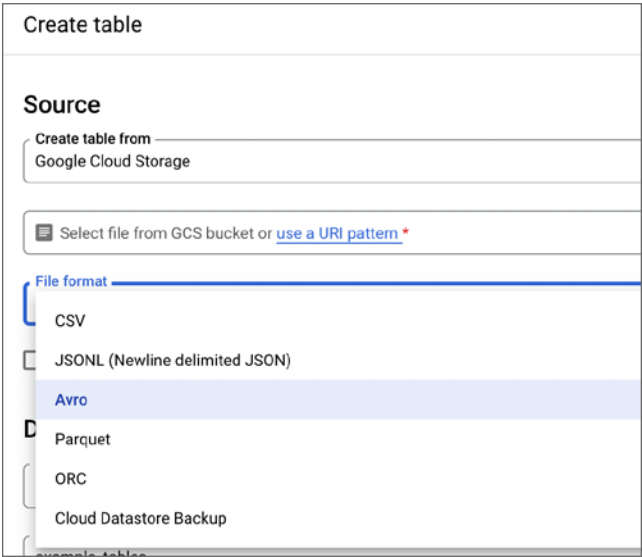 Create table
Source
Create table from
Google Cloud Storage
Select file from GCS bucket or use a URI pattern *
File format
CSV
JSONL (Newline delimited JSON)
Avro
D
Parquet
ORC
Cloud Datastore Backup
example_tables